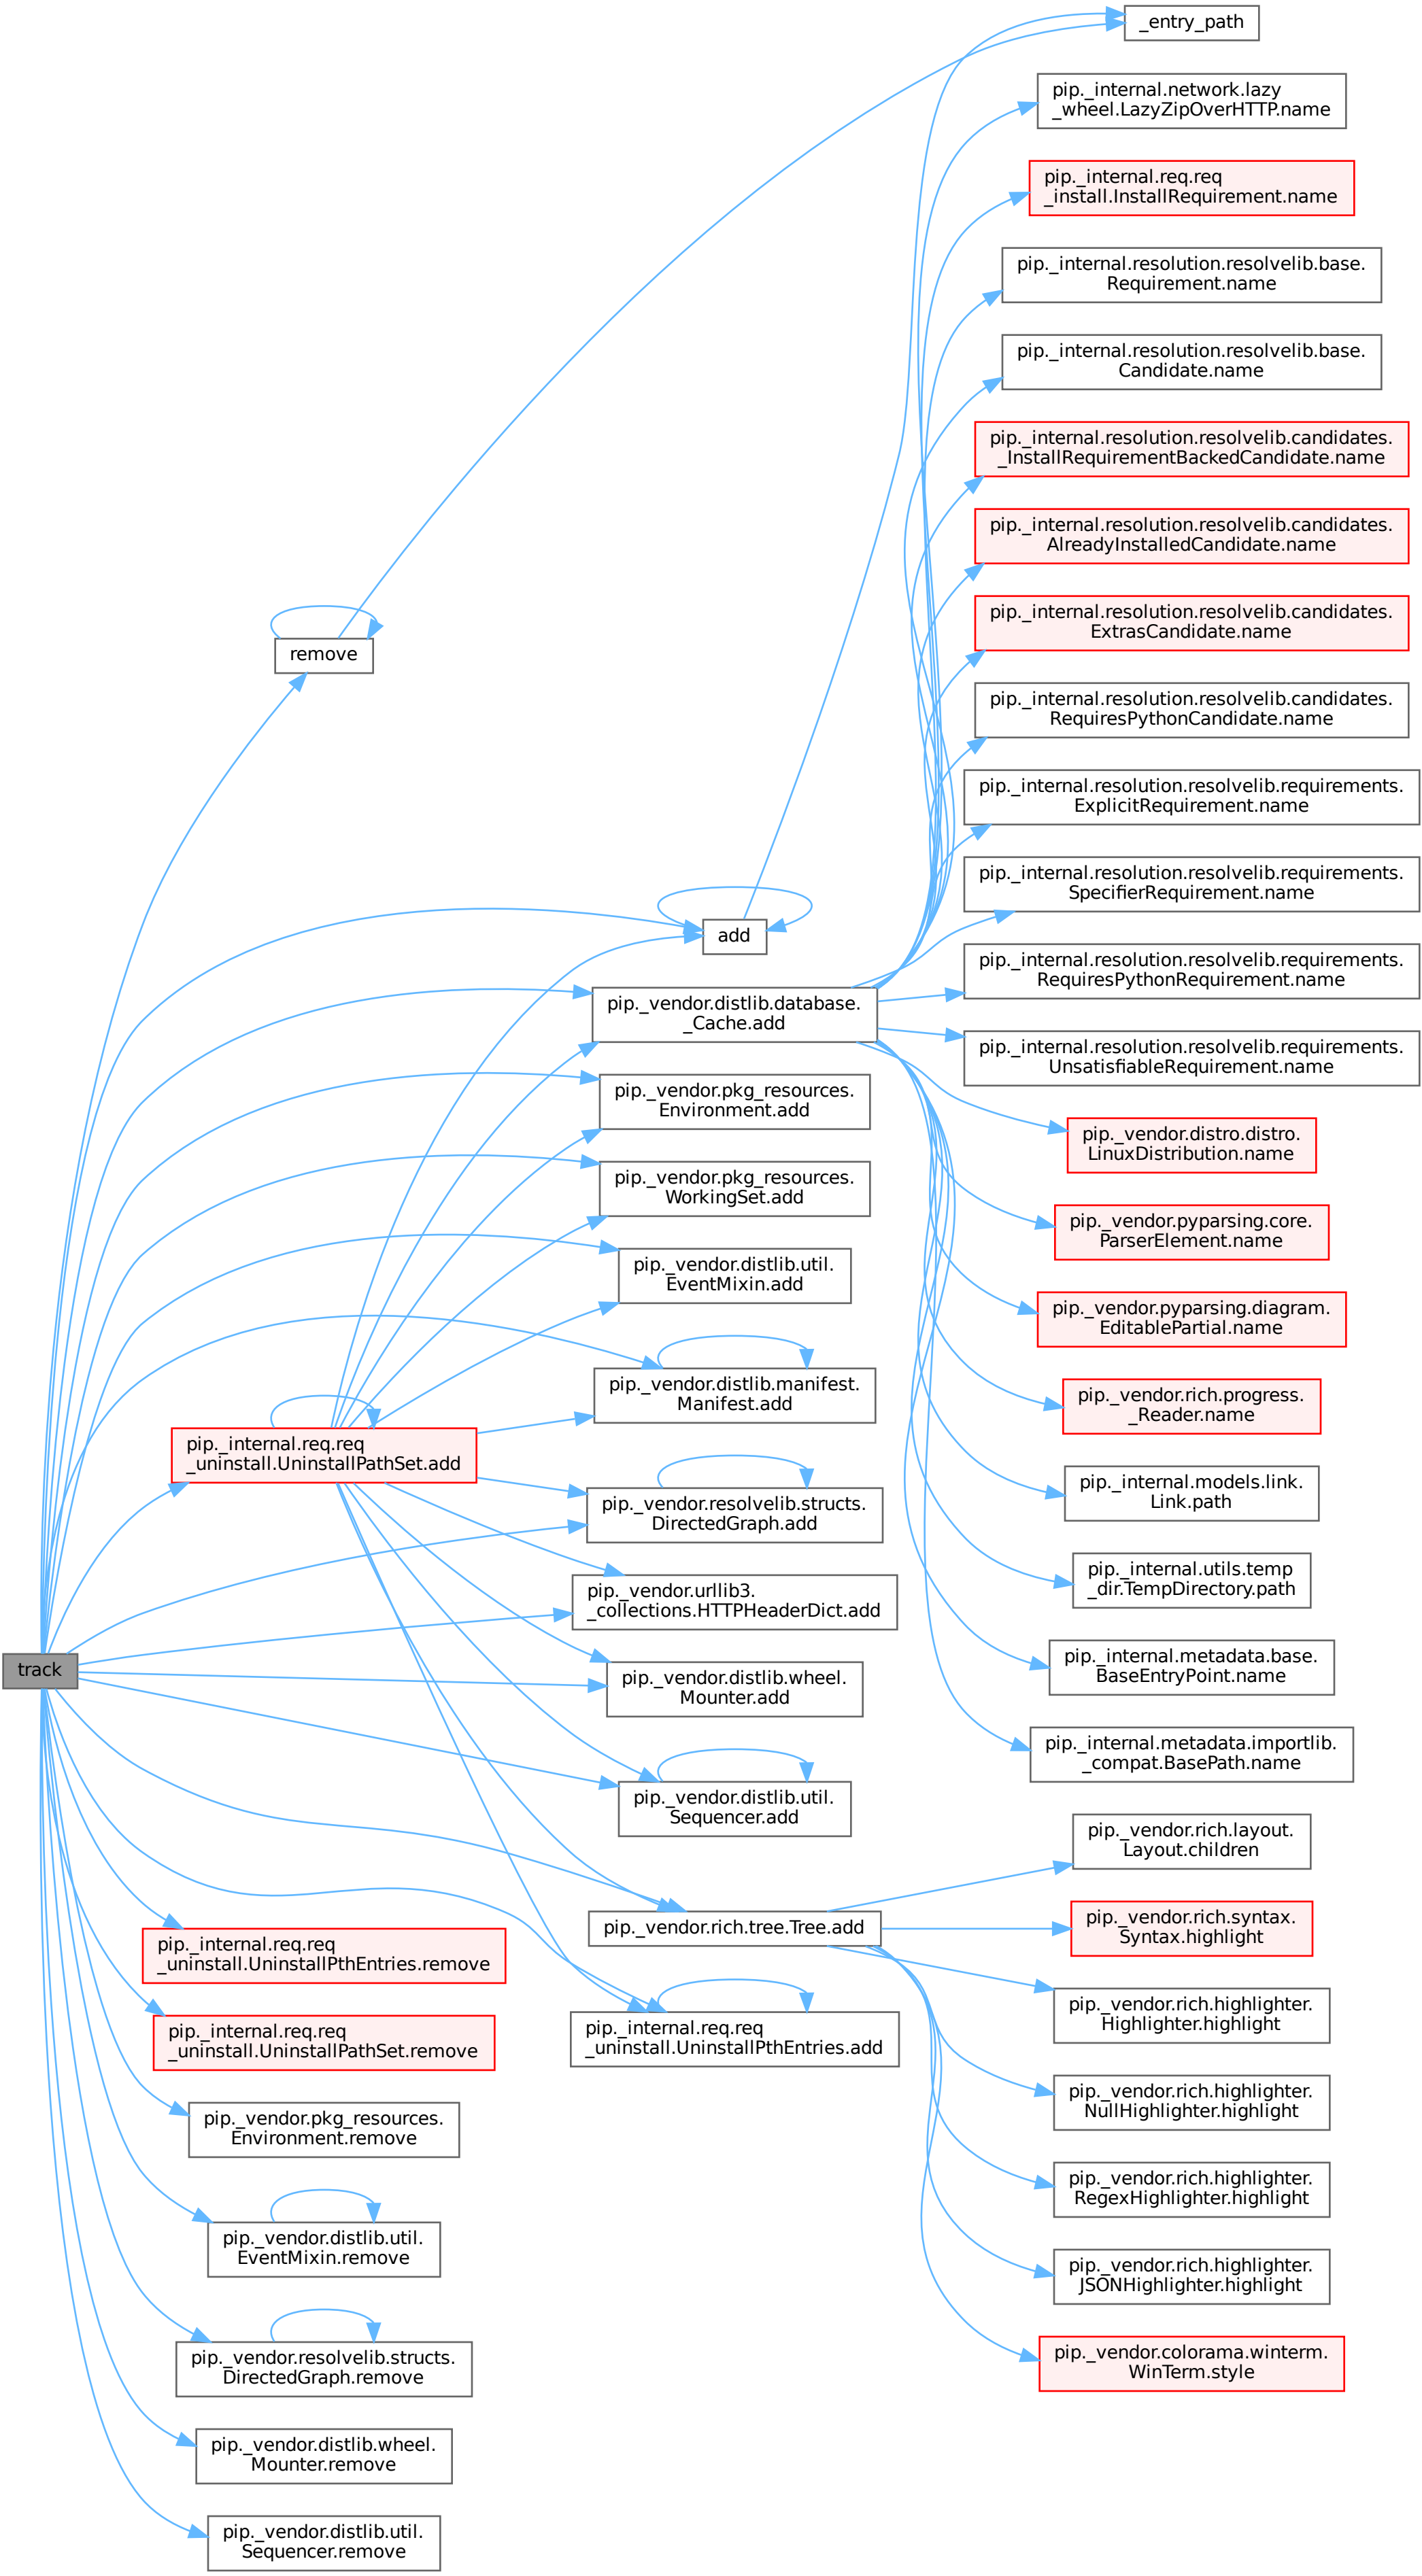 _entry_path
pip._internal.network.lazy
_wheel.LazyZipOverHTTP.name
pip._internal.req.req
_install.InstallRequirement.name
pip._internal.resolution.resolvelib.base.
Requirement.name
pip._internal.resolution.resolvelib.base.
Candidate.name
pip._internal.resolution.resolvelib.candidates.
_InstallRequirementBackedCandidate.name
pip._internal.resolution.resolvelib.candidates.
AlreadyInstalledCandidate.name
pip._internal.resolution.resolvelib.candidates.
ExtrasCandidate.name
remove
pip._internal.resolution.resolvelib.candidates.
RequiresPythonCandidate.name
pip._internal.resolution.resolvelib.requirements.
ExplicitRequirement.name
pip._internal.resolution.resolvelib.requirements.
SpecifierRequirement.name
add
pip._internal.resolution.resolvelib.requirements.
RequiresPythonRequirement.name
pip._vendor.distlib.database.
_Cache.add
pip._internal.resolution.resolvelib.requirements.
UnsatisfiableRequirement.name
pip._vendor.pkg_resources.
Environment.add
pip._vendor.distro.distro.
LinuxDistribution.name
pip._vendor.pkg_resources.
WorkingSet.add
pip._vendor.pyparsing.core.
ParserElement.name
pip._vendor.distlib.util.
EventMixin.add
pip._vendor.pyparsing.diagram.
EditablePartial.name
pip._vendor.distlib.manifest.
Manifest.add
pip._vendor.rich.progress.
_Reader.name
pip._internal.req.req
_uninstall.UninstallPathSet.add
pip._vendor.resolvelib.structs.
DirectedGraph.add
pip._internal.models.link.
Link.path
pip._vendor.urllib3.
_collections.HTTPHeaderDict.add
pip._internal.utils.temp
_dir.TempDirectory.path
track
pip._vendor.distlib.wheel.
Mounter.add
pip._internal.metadata.base.
BaseEntryPoint.name
pip._vendor.distlib.util.
Sequencer.add
pip._internal.metadata.importlib.
_compat.BasePath.name
pip._vendor.rich.layout.
Layout.children
pip._vendor.rich.tree.Tree.add
pip._vendor.rich.syntax.
Syntax.highlight
pip._internal.req.req
_uninstall.UninstallPthEntries.remove
pip._vendor.rich.highlighter.
Highlighter.highlight
pip._internal.req.req
_uninstall.UninstallPthEntries.add
pip._internal.req.req
_uninstall.UninstallPathSet.remove
pip._vendor.rich.highlighter.
NullHighlighter.highlight
pip._vendor.pkg_resources.
Environment.remove
pip._vendor.rich.highlighter.
RegexHighlighter.highlight
pip._vendor.distlib.util.
EventMixin.remove
pip._vendor.rich.highlighter.
JSONHighlighter.highlight
pip._vendor.resolvelib.structs.
DirectedGraph.remove
pip._vendor.colorama.winterm.
WinTerm.style
pip._vendor.distlib.wheel.
Mounter.remove
pip._vendor.distlib.util.
Sequencer.remove